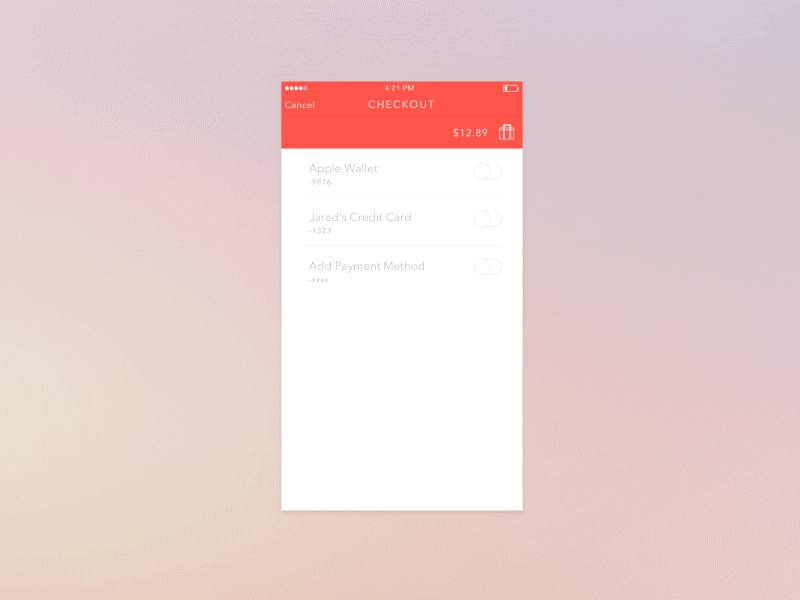 4:21 PM
Cancel CHECKOUT
$12.89
Apple Wallet
-9876
Jared's Credit Card
-1323
Add Payment Method
-xxxx